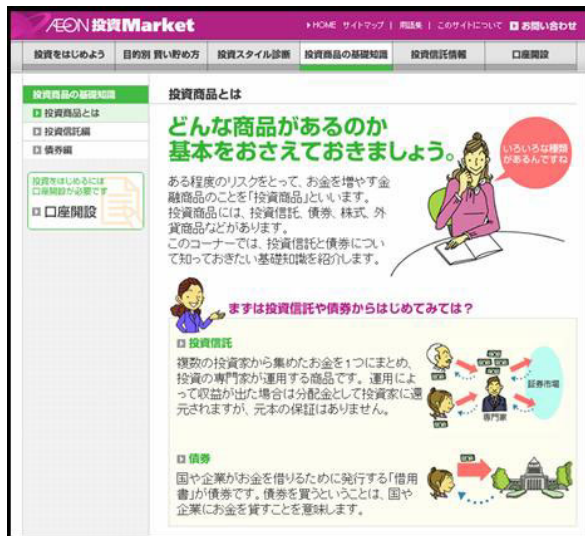 ÆON 投資Market
HOME サイトマップ | 用語集 | このサイトについて お問い合わせ
投資をはじめよう 目的別 賢い貯め方 投資スタイル診断 投資商品の基礎知識 投資信託情報 口座開設
投資商品の基礎知識
投資商品とは
投資信託編
債券編
投資をはじめるには
口座開設が必要です
口座開設
投資商品とは
どんな商品があるのか
基本をおさえておきましょう。
いろいろな種類
があるんですね
ある程度のリスクをとって、お金を増やす金
融商品のことを「投資商品」といいます。
投資商品には、投資信託、債券、株式、外
貨商品などがあります。
このコーナーでは、投資信託と債券につい
て知っておきたい基礎知識を紹介します。
まずは投資信託や債券からはじめてみては？
投資信託
複数の投資家から集めたお金を1つにまとめ、
投資の専門家が運用する商品です。運用によ
って収益が出た場合は分配金として投資家に還
元されますが、元本の保証はありません。
証券市場
専門家
債券
国や企業がお金を借りるために発行する「借用
書」が債券です。債券を買うということは、国や
企業にお金を貸すことを意味します。